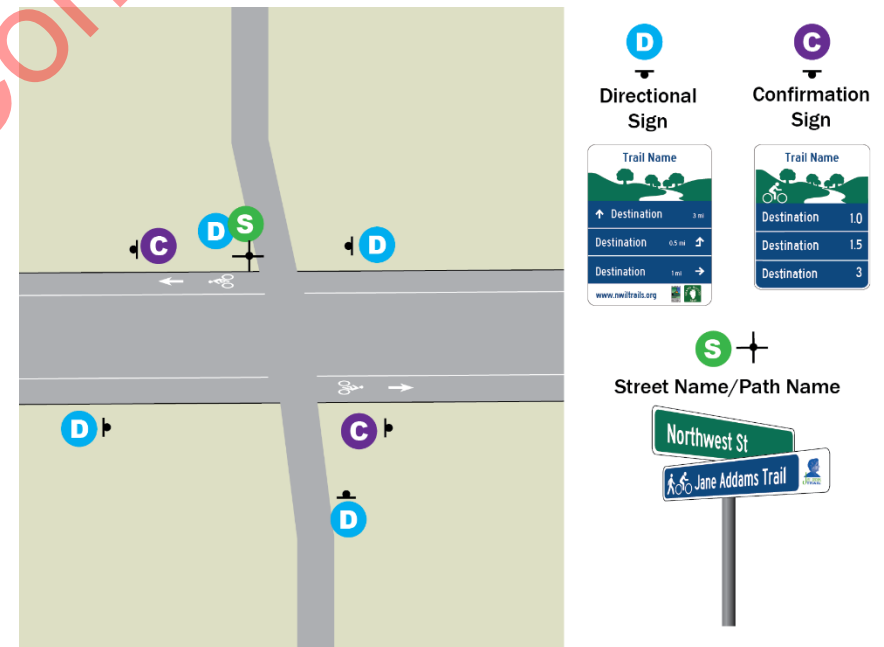 con
D
C
Directional
Sign
Confirmation
Sign
Trail Name
↑ Destination 3 mi
Destination 0.5 mi
Destination 1 mi →
www.nwiltrails.org
Trail Name
Destination 1.0
Destination 1.5
Destination 3
S
Street Name/Path Name
Northwest St
Jane Addams Trail
C
D
S
D
D
C
D